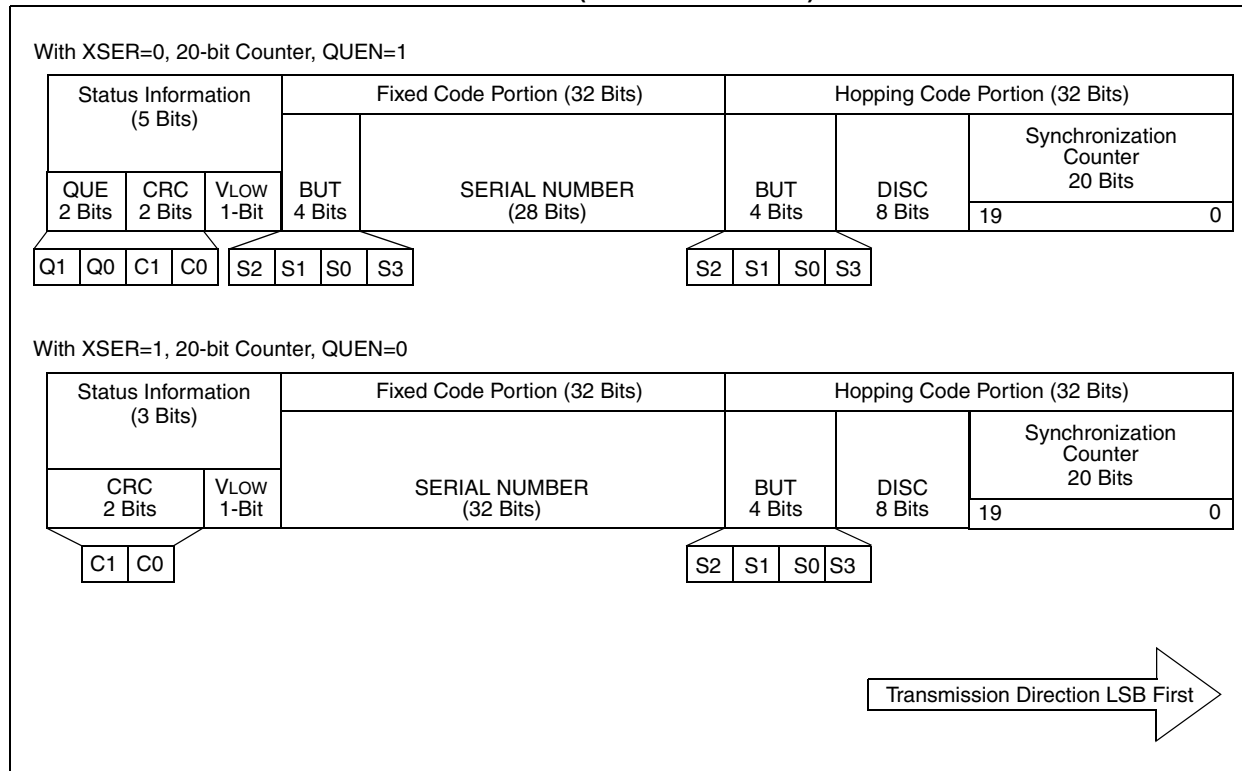 With XSER=0, 20-bit Counter, QUEN=1
Status Information
(5 Bits)
Fixed Code Portion (32 Bits)
Hopping Code Portion (32 Bits)
QUE
2 Bits
CRC
2 Bits
VLOW
1-Bit
BUT
4 Bits
SERIAL NUMBER
(28 Bits)
BUT
4 Bits
DISC
8 Bits
Synchronization
Counter
20 Bits
19 0
Q1 Q0 C1 C0
S2 S1 S0 S3
S2 S1 S0 S3
With XSER=1, 20-bit Counter, QUEN=0
Status Information
(3 Bits)
Fixed Code Portion (32 Bits)
Hopping Code Portion (32 Bits)
CRC
2 Bits
VLOW
1-Bit
SERIAL NUMBER
(32 Bits)
BUT
4 Bits
DISC
8 Bits
Synchronization
Counter
20 Bits
19 0
C1 C0
S2 S1 S0 S3
Transmission Direction LSB First